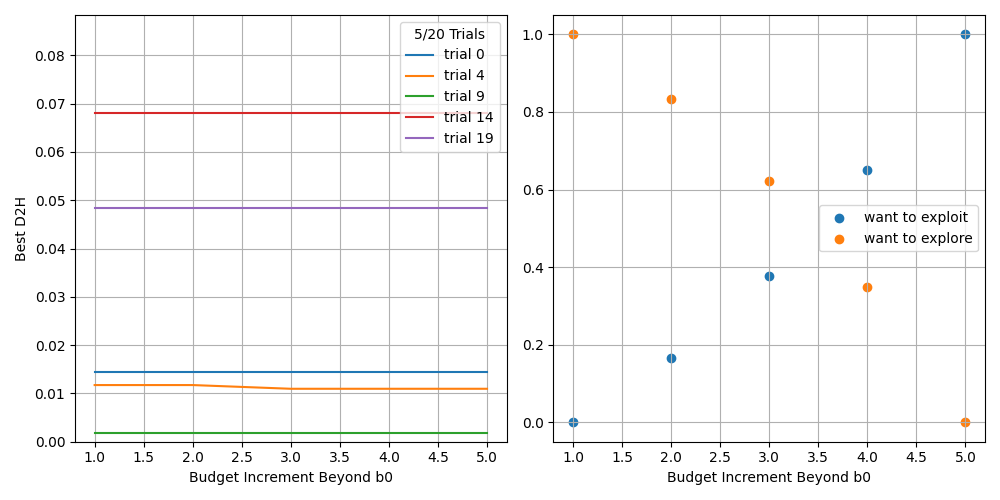 5/20 Trials
trial 0
trial 4
trial 9
trial 14
trial 19
0.08
0.07
0.06
0.05
0.04
0.03
0.02
0.01
0.00
Best D2H
1.0 1.5 2.0 2.5 3.0 3.5 4.0 4.5 5.0
Budget Increment Beyond b0
1.0
0.8
0.6
0.4
0.2
0.0
want to exploit
want to explore
1.0 1.5 2.0 2.5 3.0 3.5 4.0 4.5 5.0
Budget Increment Beyond b0